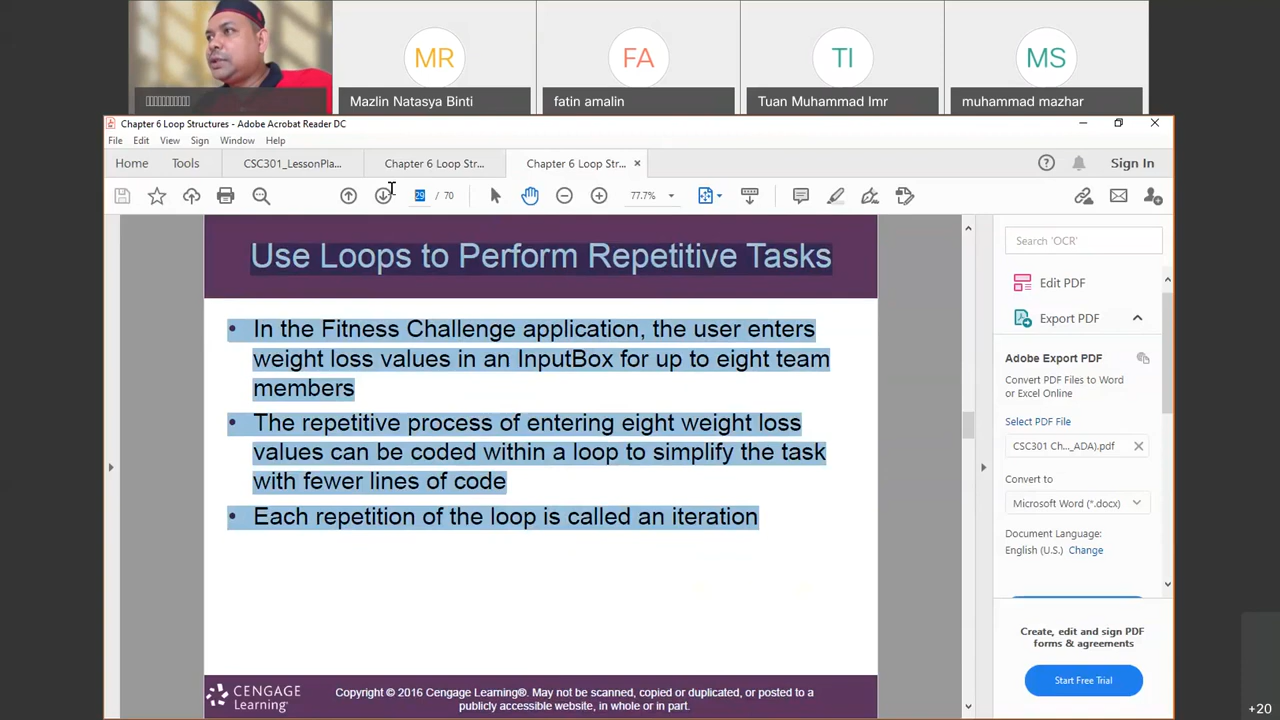 MR
FA
TI
MS
Mazlin Natasya Binti
fatin amalin
Tuan Muhammad Imr
muhammad mazhar
Chapter 6 Loop Structures - Adobe Acrobat Reader DC
File Edit View Sign Window Help
Home Tools CSC301_LessonPla... Chapter 6 Loop Str... Chapter 6 Loop Str... ×
Sign In
29 / 70
77.7%
Use Loops to Perform Repetitive Tasks
• In the Fitness Challenge application, the user enters
weight loss values in an InputBox for up to eight team
members
• The repetitive process of entering eight weight loss
values can be coded within a loop to simplify the task
with fewer lines of code
• Each repetition of the loop is called an iteration
CENGAGE
Learning™
Copyright © 2016 Cengage Learning®. May not be scanned, copied or duplicated, or posted to a
publicly accessible website, in whole or in part.
Search 'OCR'
Edit PDF
Export PDF
Adobe Export PDF
Convert PDF Files to Word
or Excel Online
Select PDF File
CSC301 Ch..._ADA).pdf
Convert to
Microsoft Word (*.docx)
Document Language:
English (U.S.) Change
Create, edit and sign PDF
forms & agreements
Start Free Trial
+20